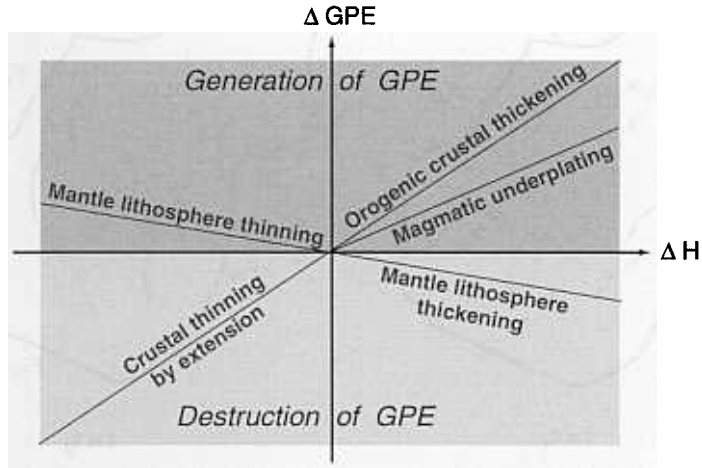 Δ GPE
Generation of GPE
Orogenic crustal thickening
Mantle lithosphere thinning
Magmatic underplating
Δ H
Mantle lithosphere
thickening
Crustal thinning
by extension
Destruction of GPE